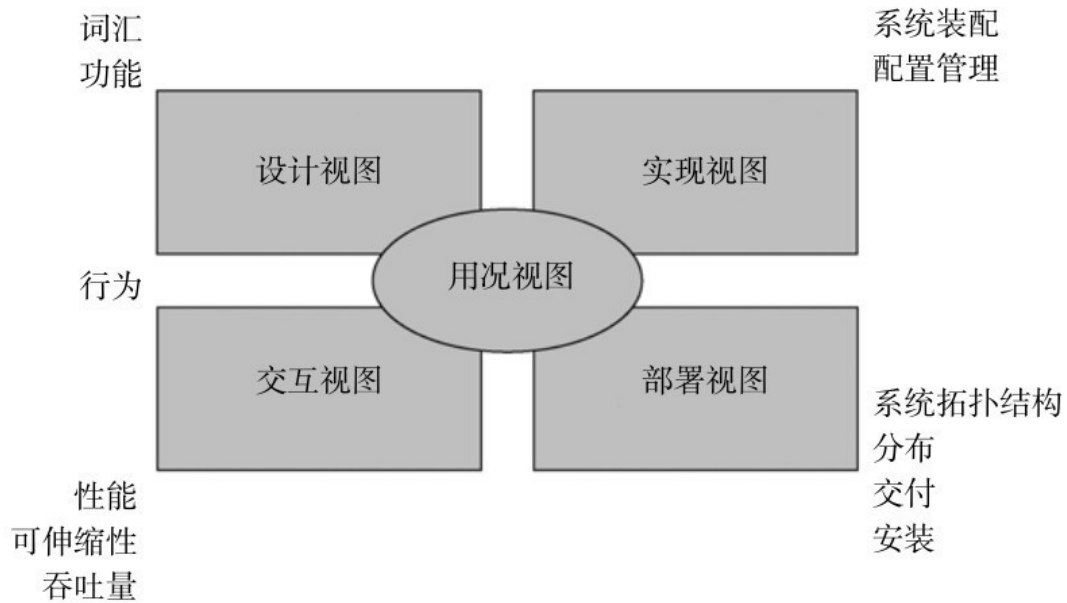 词汇
功能
系统装配
配置管理
设计视图
实现视图
用况视图
行为
交互视图
部署视图
系统拓扑结构
分布
交付
安装
性能
可伸缩性
吞吐量